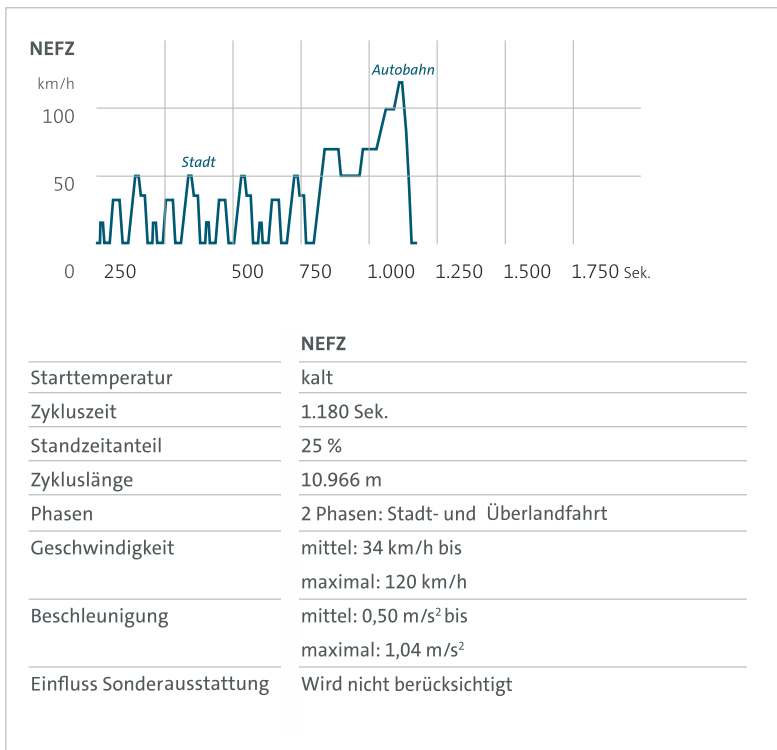 NEFZ
km/h
Autobahn
100
Stadt
50
0 250 500 750 1.000 1.250 1.500 1.750 Sek.
NEFZ
Starttemperatur kalt
Zykluszeit 1.180 Sek.
Standzeitanteil 25 %
Zykluslänge 10.966 m
Phasen 2 Phasen: Stadt- und Überlandfahrt
Geschwindigkeit mittel: 34 km/h bis
maximal: 120 km/h
Beschleunigung mittel: 0,50 m/s² bis
maximal: 1,04 m/s²
Einfluss Sonderausstattung Wird nicht berücksichtigt